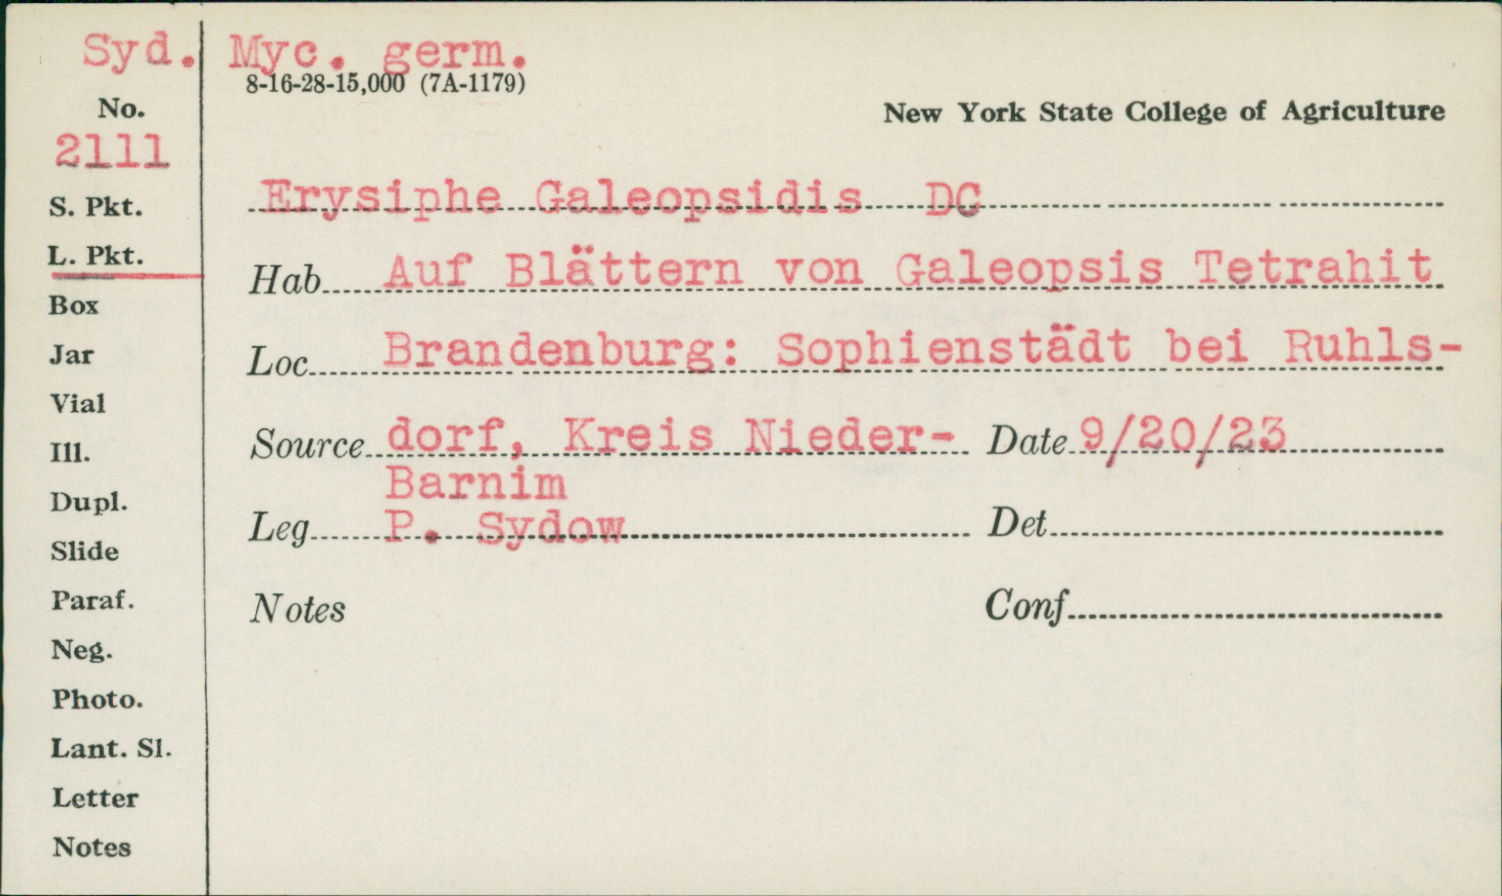 Syd. Myc. germ.
8-16-28-15,000 (7A-1179)
No.
New York State College of Agriculture
2111
S. Pkt.
Erysiphe Galeopsidis DC
L. Pkt.
Hab Auf Blättern von Galeopsis Tetrahit
Box
Jar
Loc Brandenburg: Sophienstädt bei Ruhls-
Vial
Ill.
Source dorf, Kreis Nieder- Date 9/20/23
Barnim
Dupl.
Leg P. Sydow Det
Slide
Paraf.
Notes Conf
Neg.
Photo.
Lant. Sl.
Letter
Notes